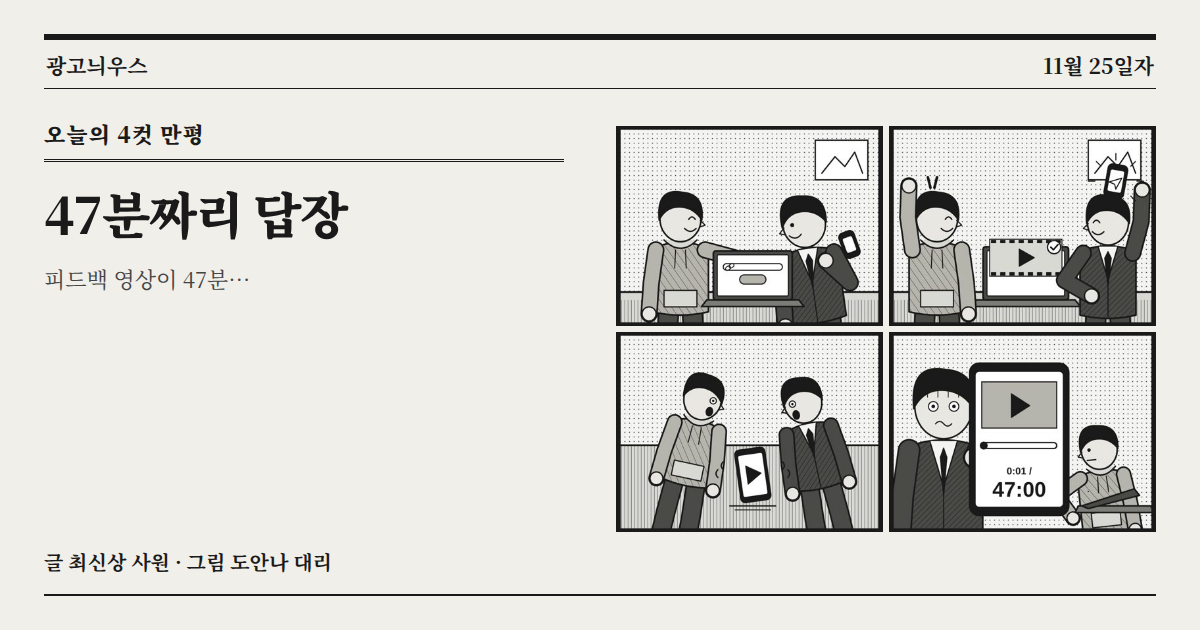 광고늬우스
11월 25일자
오늘의 4컷 만평
47분짜리 답장
피드백 영상이 47분…
0:01 /
47:00
글 최신상 사원 · 그림 도안나 대리